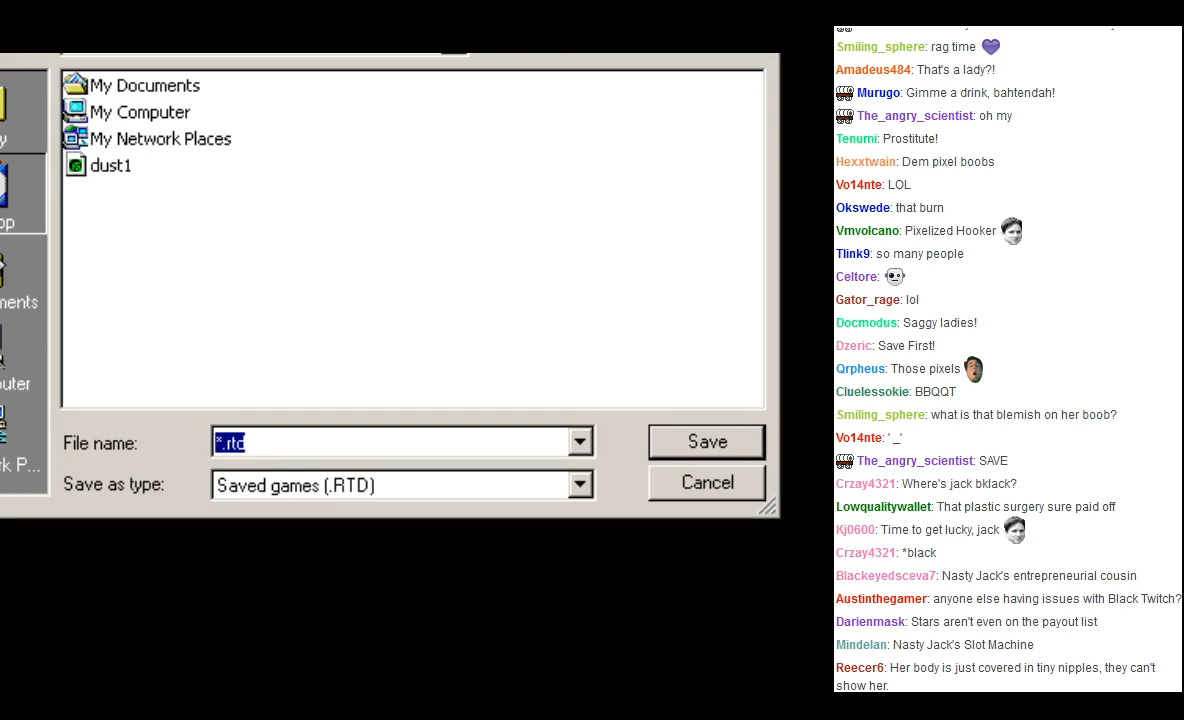 My Documents
My Computer
My Network Places
dust1
y
op
ments
outer
rk P...
File name:
*.rtd
Save
Save as type:
Saved games (.RTD)
Cancel
Smiling_sphere: rag time
Amadeus484: That's a lady?!
Murugo: Gimme a drink, bahtendah!
The_angry_scientist: oh my
Tenumi: Prostitute!
Hexxtwain: Dem pixel boobs
Vo14nte: LOL
Okswede: that burn
Vmvolcano: Pixelized Hooker
Tlink9: so many people
Celtore:
Gator_rage: lol
Docmodus: Saggy ladies!
Dzeric: Save First!
Qrpheus: Those pixels
Cluelessokie: BBQQT
Smiling_sphere: what is that blemish on her boob?
Vo14nte: ' _'
The_angry_scientist: SAVE
Crzay4321: Where's jack bklack?
Lowqualitywallet: That plastic surgery sure paid off
Kj0600: Time to get lucky, jack
Crzay4321: *black
Blackeyedsceva7: Nasty Jack's entrepreneurial cousin
Austinthegamer: anyone else having issues with Black Twitch?
Darienmask: Stars aren't even on the payout list
Mindelan: Nasty Jack's Slot Machine
Reecer6: Her body is just covered in tiny nipples, they can't
show her.